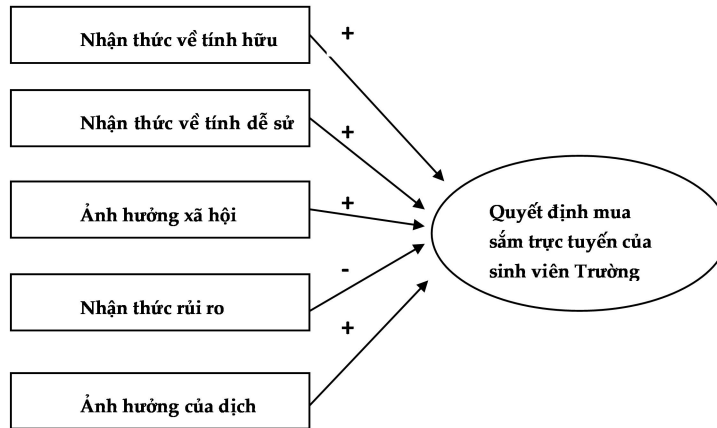 Nhận thức về tính hữu
+
Nhận thức về tính dễ sử
+
Ảnh hưởng xã hội
+
Nhận thức rủi ro
-
Ảnh hưởng của dịch
+
Quyết định mua
sắm trực tuyến của
sinh viên Trường